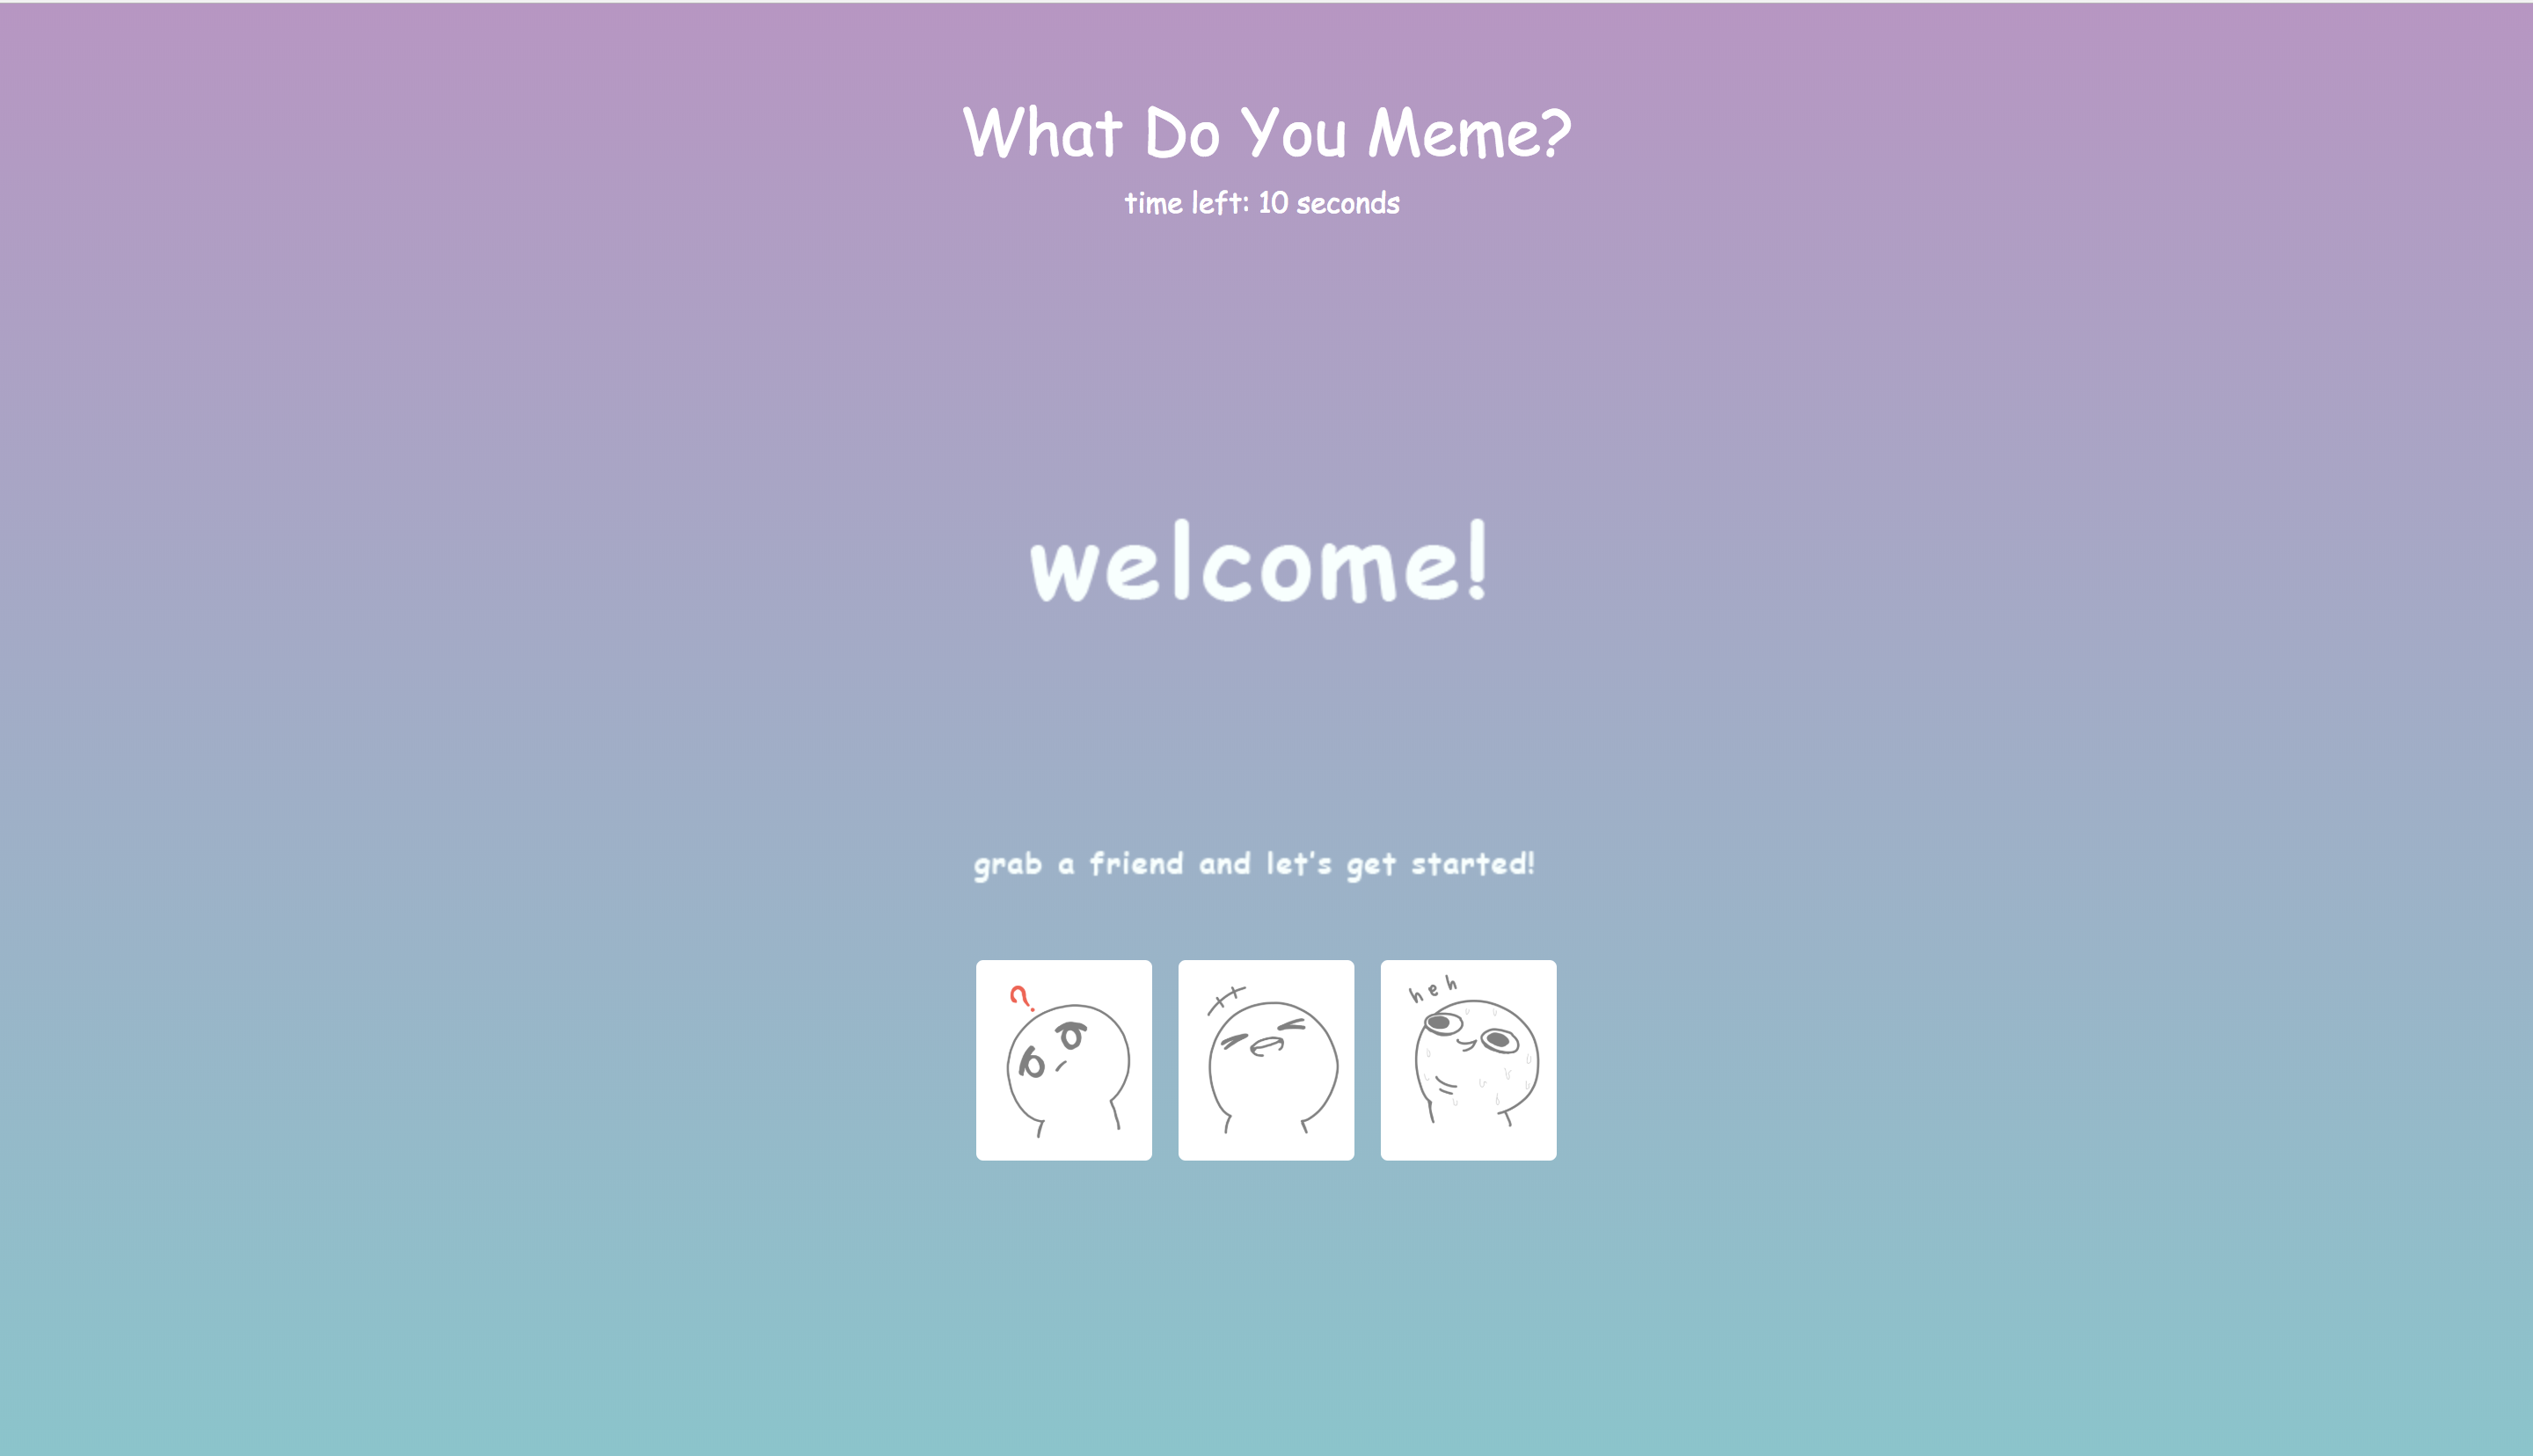 What Do You Meme?
time left: 10 seconds
welcome!
grab a friend and let's get started!
?
heh